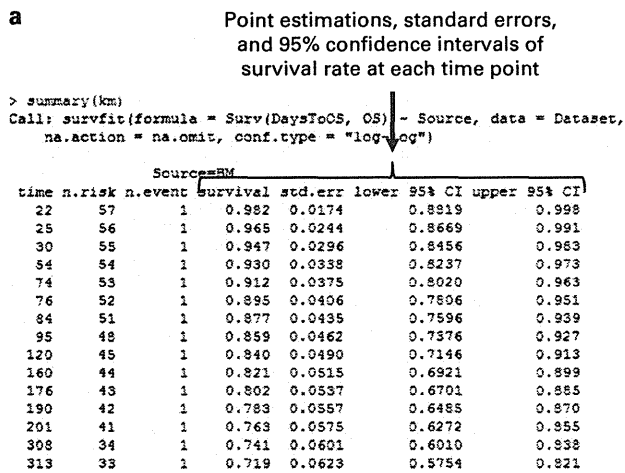 a
Point estimations, standard errors,
and 95% confidence intervals of
survival rate at each time point
> summary(km)
Call: survfit(formula = Surv(DaysToOS, OS) ~ Source, data = Dataset,
na.action = na.omit, conf.type = "log-log")
Source=BM
time n.risk n.event survival std.err lower 95% CI upper 95% CI
22 57 1 0.982 0.0174 0.8819 0.998
25 56 1 0.965 0.0244 0.8669 0.991
30 55 1 0.947 0.0296 0.8456 0.983
54 54 1 0.930 0.0338 0.8237 0.973
74 53 1 0.912 0.0375 0.8020 0.963
76 52 1 0.895 0.0406 0.7806 0.951
84 51 1 0.877 0.0435 0.7596 0.939
95 48 1 0.859 0.0462 0.7376 0.927
120 45 1 0.840 0.0490 0.7146 0.913
160 44 1 0.821 0.0515 0.6921 0.899
176 43 1 0.802 0.0537 0.6701 0.885
190 42 1 0.783 0.0557 0.6485 0.870
201 41 1 0.763 0.0575 0.6272 0.855
308 34 1 0.741 0.0601 0.6010 0.838
313 33 1 0.719 0.0623 0.5754 0.821